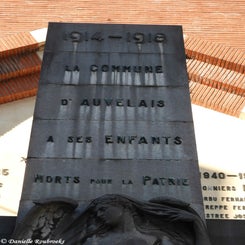 1914-1918
LA COMMUNE
D'AUVELAIS
A SES ENFANTS
MORTS POUR LA PATRIE
1940-1
© Danielle Roubroeks